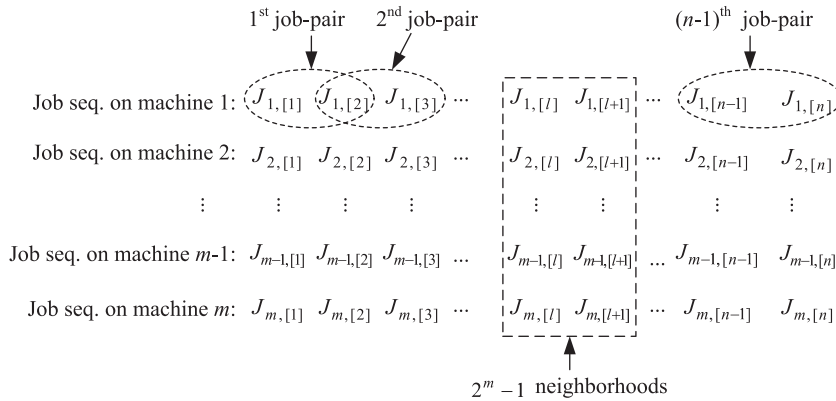 1st job-pair 2nd job-pair (n-1)th job-pair
Job seq. on machine 1: J1,[1] J1,[2] J1,[3] ... J1,[l] J1,[l+1] ... J1,[n−1] J1,[n]
Job seq. on machine 2: J2,[1] J2,[2] J2,[3] ... J2,[l] J2,[l+1] ... J2,[n−1] J2,[n]
⋮ ⋮ ⋮ ⋮ ⋮ ⋮ ⋮ ⋮
Job seq. on machine m-1: Jm−1,[1] Jm−1,[2] Jm−1,[3] ... Jm−1,[l] Jm−1,[l+1] ... Jm−1,[n−1] Jm−1,[n]
Job seq. on machine m: Jm,[1] Jm,[2] Jm,[3] ... Jm,[l] Jm,[l+1] ... Jm,[n−1] Jm,[n]
2^m −1 neighborhoods